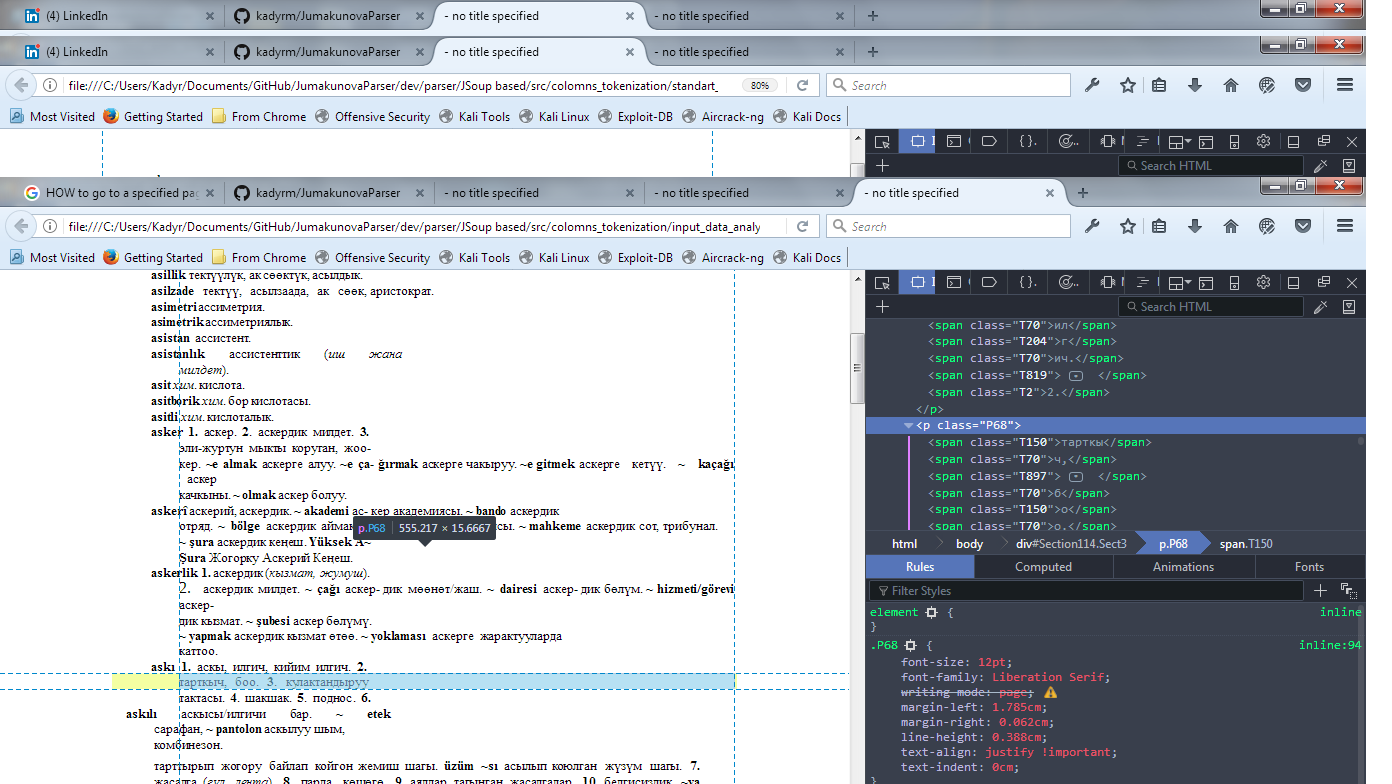 (4) LinkedIn kadyrm/JumakunovaParser - no title specified - no title specified
(4) LinkedIn kadyrm/JumakunovaParser - no title specified - no title specified
file:///C:/Users/Kadyr/Documents/GitHub/JumakunovaParser/dev/parser/JSoup based/src/colomns_tokenization/standart_ 80% Search
Most Visited Getting Started From Chrome Offensive Security Kali Tools Kali Linux Exploit-DB Aircrack-ng Kali Docs
Search HTML
HOW to go to a specified pa kadyrm/JumakunovaParser - no title specified - no title specified - no title specified
file:///C:/Users/Kadyr/Documents/GitHub/JumakunovaParser/dev/parser/JSoup based/src/colomns_tokenization/input_data_analy Search
Most Visited Getting Started From Chrome Offensive Security Kali Tools Kali Linux Exploit-DB Aircrack-ng Kali Docs
Search HTML
asillik тектүүлүк, ак сөөктүк, асылдык.
asilzade тектүү, асылзаада, ак сөөк, аристократ.
asimetri ассиметрия.
asimetrik ассиметриялык.
asistan ассистент.
asistanlık ассистенттик (иш жана
милдет).
asit хим. кислота.
asitborik хим. бор кислотасы.
asitli хим. кислоталык.
asker 1. аскер. 2. аскердик милдет. 3.
эли-журтун мыкты коруган, жоо-
кер. ~e almak аскерге алуу. ~e ça- ğırmak аскерге чакыруу. ~e gitmek аскерге кетүү. ~ kaçağı
аскер
качкыны. ~ olmak аскер болуу.
askerî аскерий, аскердик. ~ akademi ас- кер академиясы. ~ bando аскердик
отряд. ~ bölge аскердик айма сы. ~ mahkeme аскердик сот, трибунал.
~ şura аскердик кеңеш. Yüksek A~
Şura Жогорку Аскерий Кеңеш.
askerlik 1. аскердик (кызмат, жумуш).
2. аскердик милдет. ~ çağı аскер- дик мөөнөт/жаш. ~ dairesi аскер- дик бөлүм. ~ hizmeti/görevi
аскер-
дик кызмат. ~ şubesi аскер бөлүмү.
~ yapmak аскердик кызмат өтөө. ~ yoklaması аскерге жарактууларда
каттоо.
askı 1. аскы, илгич, кийим илгич. 2.
тарткыч, боо. 3. кулактандыруу
тактасы. 4. шакшак. 5. поднос. 6.
askılı аскысы/илгичи бар. ~ etek
сарафан, ~ pantolon аскылуу шым,
комбинезон.
тарттырып жогору байлап койгон жемиш шагы. üzüm ~sı асылып коюлган жүзүм шагы. 7.
жасалга (гүл, лента). 8. парда, көшөгө. 9. аялдар тагынган жасалгалар. 10. белгисиздик. ~ya
p.P68 555.217 × 15.6667
<span class="T70">ил</span>
<span class="T204">г</span>
<span class="T70">ич.</span>
<span class="T819"> </span>
<span class="T2">2.</span>
</p>
<p class="P68">
<span class="T150">тарткы</span>
<span class="T70">ч,</span>
<span class="T897"> </span>
<span class="T70">б</span>
<span class="T150">о</span>
<span class="T70">о.</span>
html body div#Section114.Sect3 p.P68 span.T150
Rules Computed Animations Fonts
Filter Styles
element { inline
}
.P68 { inline:94
font-size: 12pt;
font-family: Liberation Serif;
writing-mode: page;
margin-left: 1.785cm;
margin-right: 0.062cm;
line-height: 0.388cm;
text-align: justify !important;
text-indent: 0cm;
}